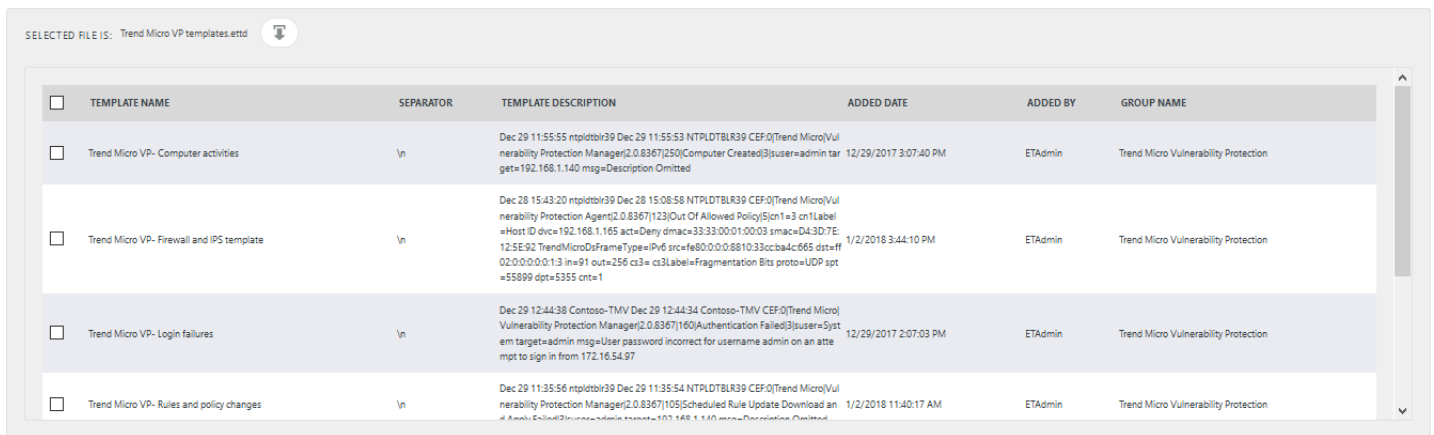 SELECTED FILE IS: Trend Micro VP templates.ettd
TEMPLATE NAME SEPARATOR TEMPLATE DESCRIPTION ADDED DATE ADDED BY GROUP NAME
Dec 29 11:55:55 ntpldtblr39 Dec 29 11:55:53 NTPLDTBLR39 CEF:0|Trend Micro|Vul
Trend Micro VP- Computer activities \n nerability Protection Manager|2.0.8367|250|Computer Created|3|suser=admin tar 12/29/2017 3:07:40 PM ETAdmin Trend Micro Vulnerability Protection
get=192.168.1.140 msg=Description Omitted
Dec 28 15:43:20 ntpldtblr39 Dec 28 15:08:58 NTPLDTBLR39 CEF:0|Trend Micro|Vul
nerability Protection Agent|2.0.8367|123|Out Of Allowed Policy|5|cn1=3 cn1Label
=Host ID dvc=192.168.1.165 act=Deny dmac=33:33:00:01:00:03 smac=D4:3D:7E:
Trend Micro VP- Firewall and IPS template \n 12:5E:92 TrendMicroDsFrameType=IPv6 src=fe80:0:0:0:8810:33cc:ba4c:665 dst=ff 1/2/2018 3:44:10 PM ETAdmin Trend Micro Vulnerability Protection
02:0:0:0:0:0:1:3 in=91 out=256 cs3= cs3Label=Fragmentation Bits proto=UDP spt
=55899 dpt=5355 cnt=1
Dec 29 12:44:38 Contoso-TMV Dec 29 12:44:34 Contoso-TMV CEF:0|Trend Micro|
Trend Micro VP- Login failures \n Vulnerability Protection Manager|2.0.8367|160|Authentication Failed|3|suser=Syst 12/29/2017 2:07:03 PM ETAdmin Trend Micro Vulnerability Protection
em target=admin msg=User password incorrect for username admin on an atte
mpt to sign in from 172.16.54.97
Dec 29 11:35:56 ntpldtblr39 Dec 29 11:35:54 NTPLDTBLR39 CEF:0|Trend Micro|Vul
Trend Micro VP- Rules and policy changes \n nerability Protection Manager|2.0.8367|105|Scheduled Rule Update Download an 1/2/2018 11:40:17 AM ETAdmin Trend Micro Vulnerability Protection
d Apply Failed|3|suser=admin target=192.168.1.140 msg=Description Omitted